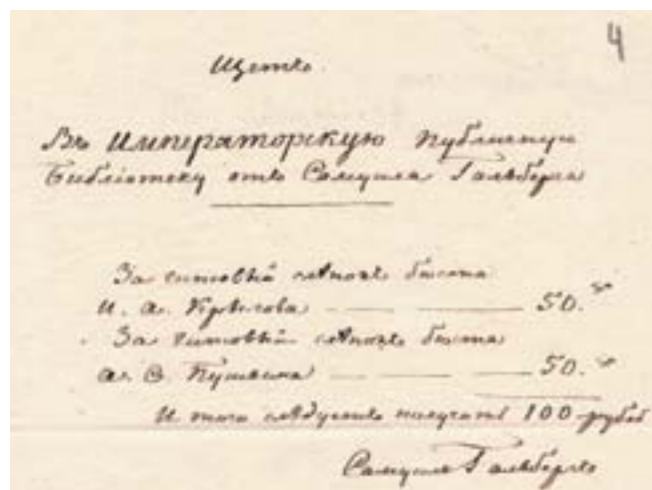 4
Щетъ.
Въ Императорскую Публичную
Библіотеку отъ Самуила Гальберга
За гипсовый слѣпокъ бюста
И. А. Крылова — — — 50. "
За гипсовый слѣпокъ бюста
А. С. Пушкина — — — 50. "
И того слѣдуетъ получить 100 рублей
Самуилъ Гальбергъ